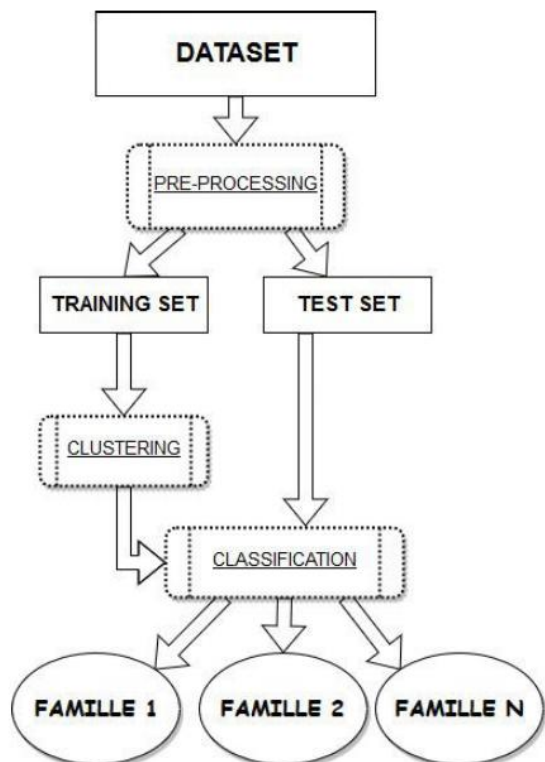 DATASET
PRE-PROCESSING
TRAINING SET
TEST SET
CLUSTERING
CLASSIFICATION
FAMILLE 1
FAMILLE 2
FAMILLE N